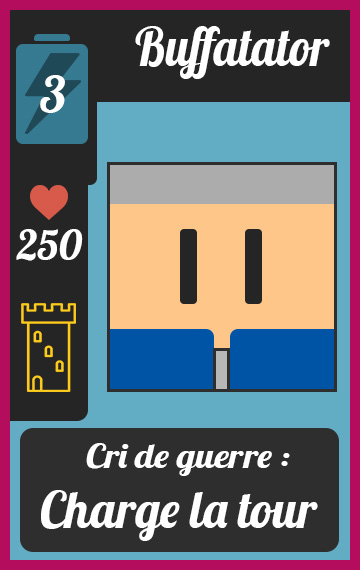 Buffatator
3
250
Cri de guerre :
Charge la tour